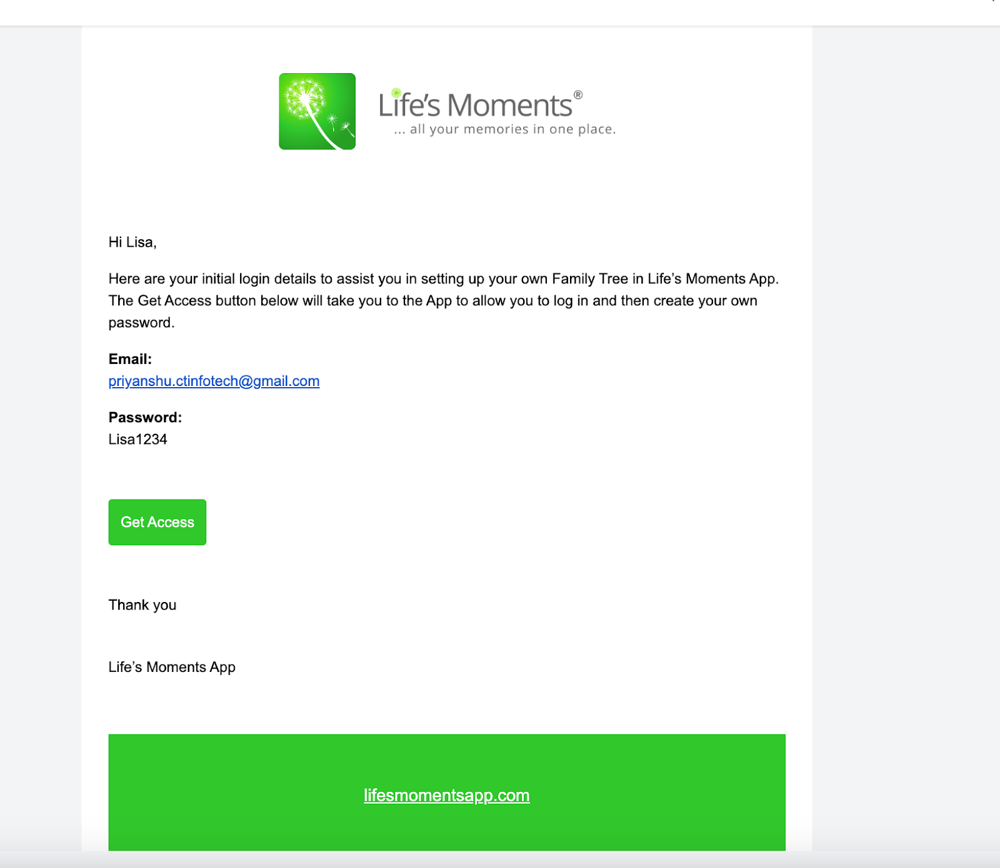 Life’s Moments®
... all your memories in one place.
Hi Lisa,
Here are your initial login details to assist you in setting up your own Family Tree in Life’s Moments App.
The Get Access button below will take you to the App to allow you to log in and then create your own
password.
Email:
priyanshu.ctinfotech@gmail.com
Password:
Lisa1234
Get Access
Thank you
Life’s Moments App
lifesmomentsapp.com